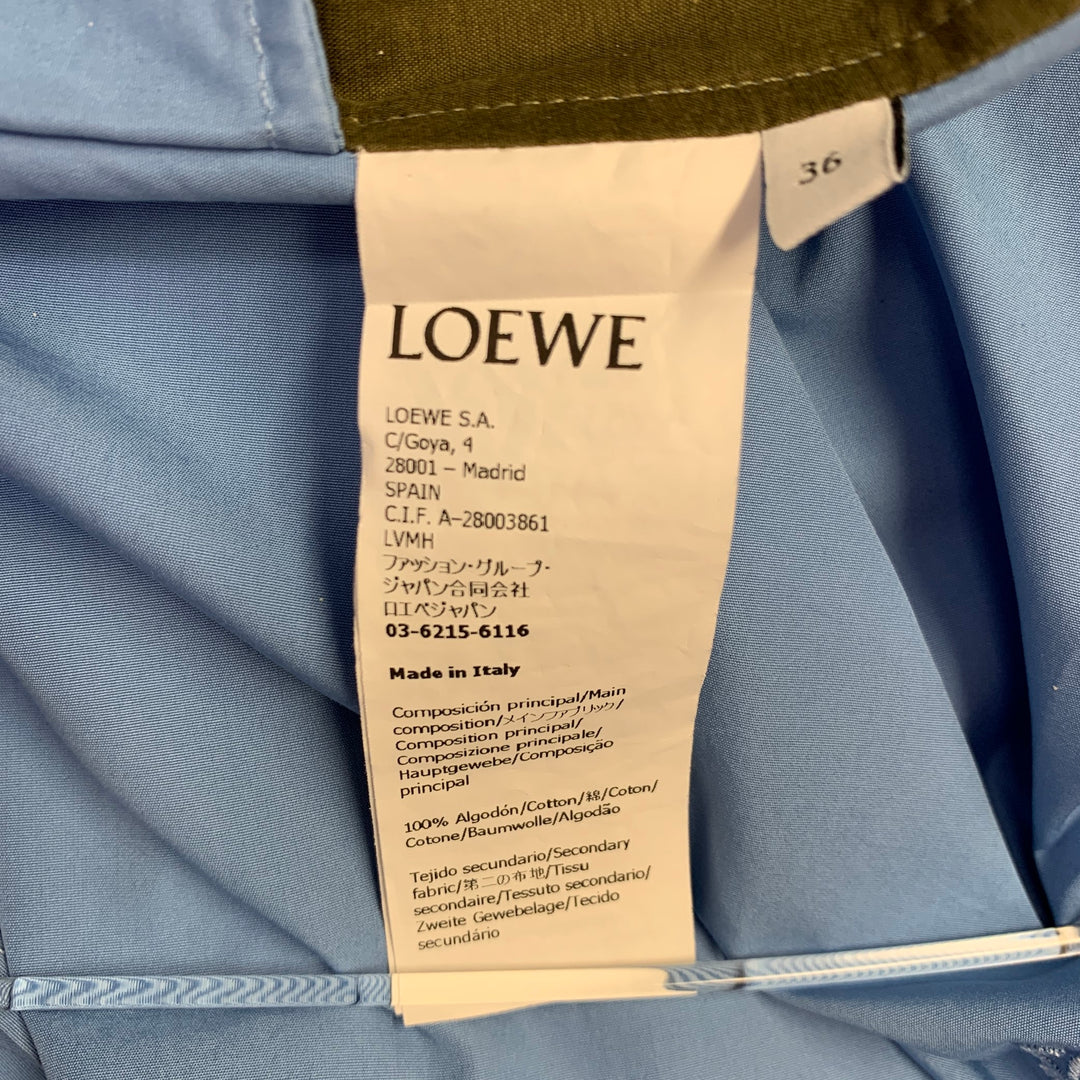 36
LOEWE
LOEWE S.A.
C/Goya, 4
28001 – Madrid
SPAIN
C.I.F. A-28003861
LVMH
ファッション・グループ・
ジャパン合同会社
ロエベジャパン
03-6215-6116
Made in Italy
Composición principal/Main
composition/メインファブリック/
Composition principal/
Composizione principale/
Hauptgewebe/Composição
principal
100% Algodón/Cotton/綿/Coton/
Cotone/Baumwolle/Algodão
Tejido secundario/Secondary
fabric/第二の布地/Tissu
secondaire/Tessuto secondario/
Zweite Gewebelage/Tecido
secundário